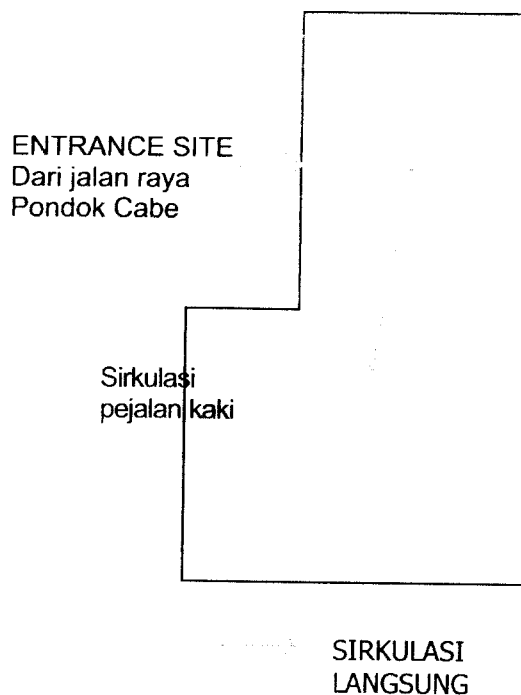 ENTRANCE SITE
Dari jalan raya
Pondok Cabe
Sirkulasi
pejalan kaki
SIRKULASI
LANGSUNG